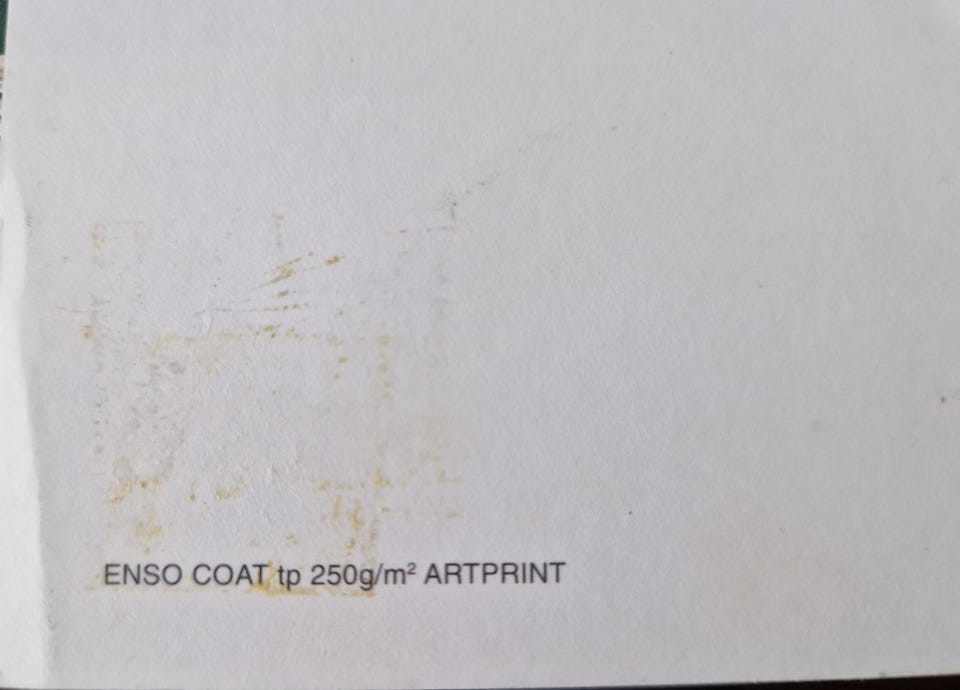 ENSO COAT tp 250g/m² ARTPRINT